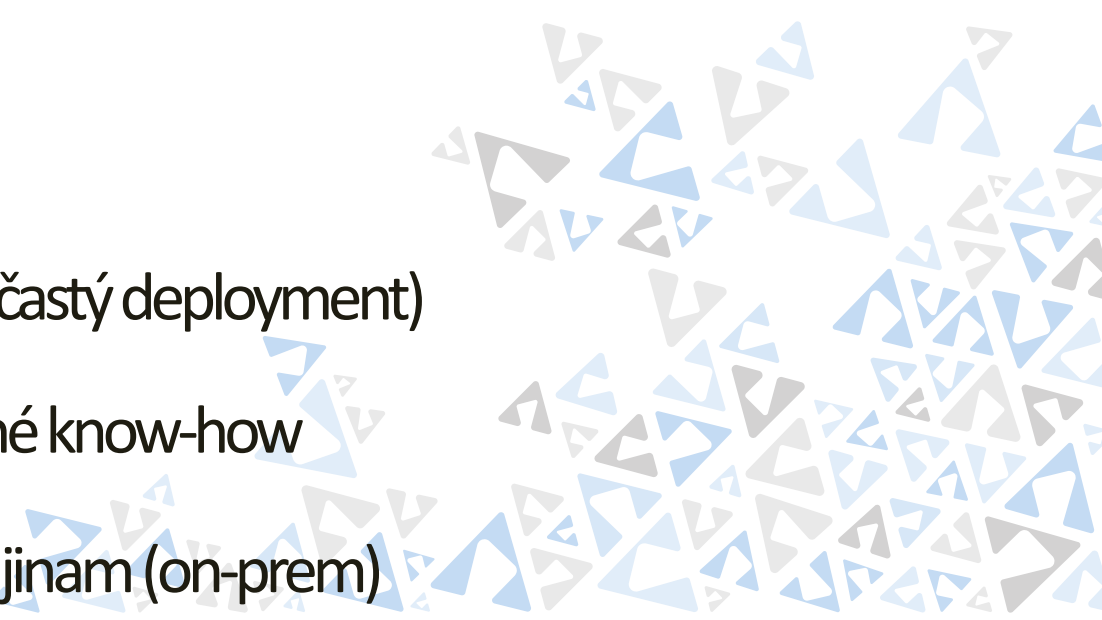 častý deployment)
né know-how
jinam (on-prem)